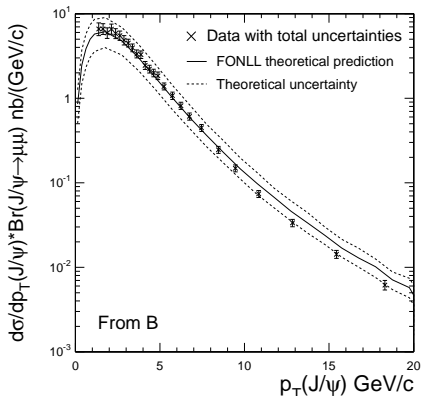 dσ/dp_T(J/ψ)*Br(J/ψ→μμ) nb/(GeV/c)
10
1
10^-1
10^-2
10^-3
× Data with total uncertainties
FONLL theoretical prediction
Theoretical uncertainty
From B
0 5 10 15 20
p_T(J/ψ) GeV/c